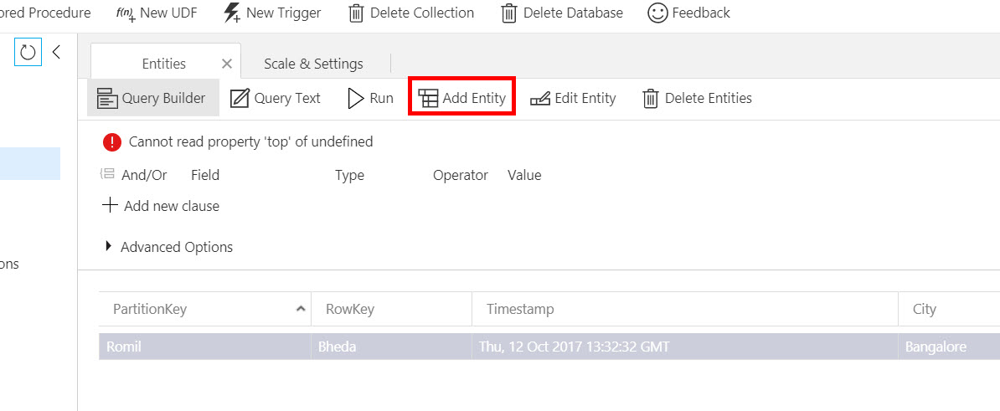 ored Procedure f(n) New UDF New Trigger Delete Collection Delete Database Feedback
Entities Scale & Settings
Query Builder Query Text Run Add Entity Edit Entity Delete Entities
Cannot read property 'top' of undefined
And/Or Field Type Operator Value
Add new clause
Advanced Options
ons
PartitionKey RowKey Timestamp City
Romil Bheda Thu, 12 Oct 2017 13:32:32 GMT Bangalore